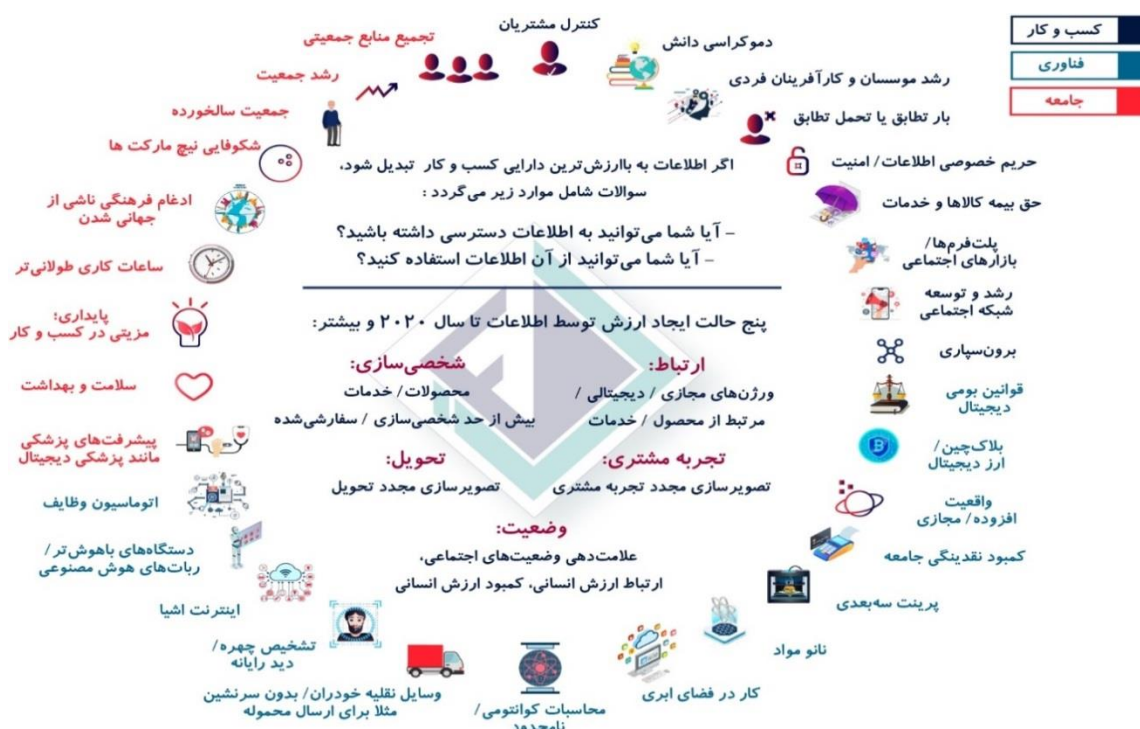 کسب و کار
فناوری
جامعه
کنترل مشتریان
دموکراسی دانش
رشد موسسان و کارآفرینان فردی
بار تطابق یا تحمل تطابق
حریم خصوصی اطلاعات/ امنیت
حق بیمه کالاها و خدمات
پلت‌فرم‌ها/
بازارهای اجتماعی
رشد و توسعه
شبکه اجتماعی
برون‌سپاری
قوانین بومی
دیجیتال
بلاک‌چین/
ارز دیجیتال
واقعیت
افزوده/ مجازی
کمبود نقدینگی جامعه
پرینت سه‌بعدی
نانو مواد
کار در فضای ابری
محاسبات کوانتومی/
نامحدود
وسایل نقلیه خودران/ بدون سرنشین
مثلا برای ارسال محموله
تشخیص چهره/
دید رایانه
اینترنت اشیا
دستگاه‌های باهوش‌تر/
ربات‌های هوش مصنوعی
اتوماسیون وظایف
پیشرفت‌های پزشکی
مانند پزشکی دیجیتال
سلامت و بهداشت
پایداری:
مزیتی در کسب و کار
ساعات کاری طولانی‌تر
ادغام فرهنگی ناشی از
جهانی شدن
شکوفایی نیچ مارکت ها
جمعیت سالخورده
رشد جمعیت
تجمیع منابع جمعیتی
اگر اطلاعات به باارزش‌ترین دارایی کسب و کار تبدیل شود،
سوالات شامل موارد زیر می‌گردد :
– آیا شما می‌توانید به اطلاعات دسترسی داشته باشید؟
– آیا شما می‌توانید از آن اطلاعات استفاده کنید؟
پنج حالت ایجاد ارزش توسط اطلاعات تا سال ۲۰۲۰ و بیشتر:
ارتباط:
ورژن‌های مجازی / دیجیتالی /
مرتبط از محصول / خدمات
شخصی‌سازی:
محصولات/ خدمات
بیش از حد شخصی‌سازی / سفارشی‌شده
تجربه مشتری:
تصویرسازی مجدد تجربه مشتری
تحویل:
تصویرسازی مجدد تحویل
وضعیت:
علامت‌دهی وضعیت‌های اجتماعی،
ارتباط ارزش انسانی، کمبود ارزش انسانی